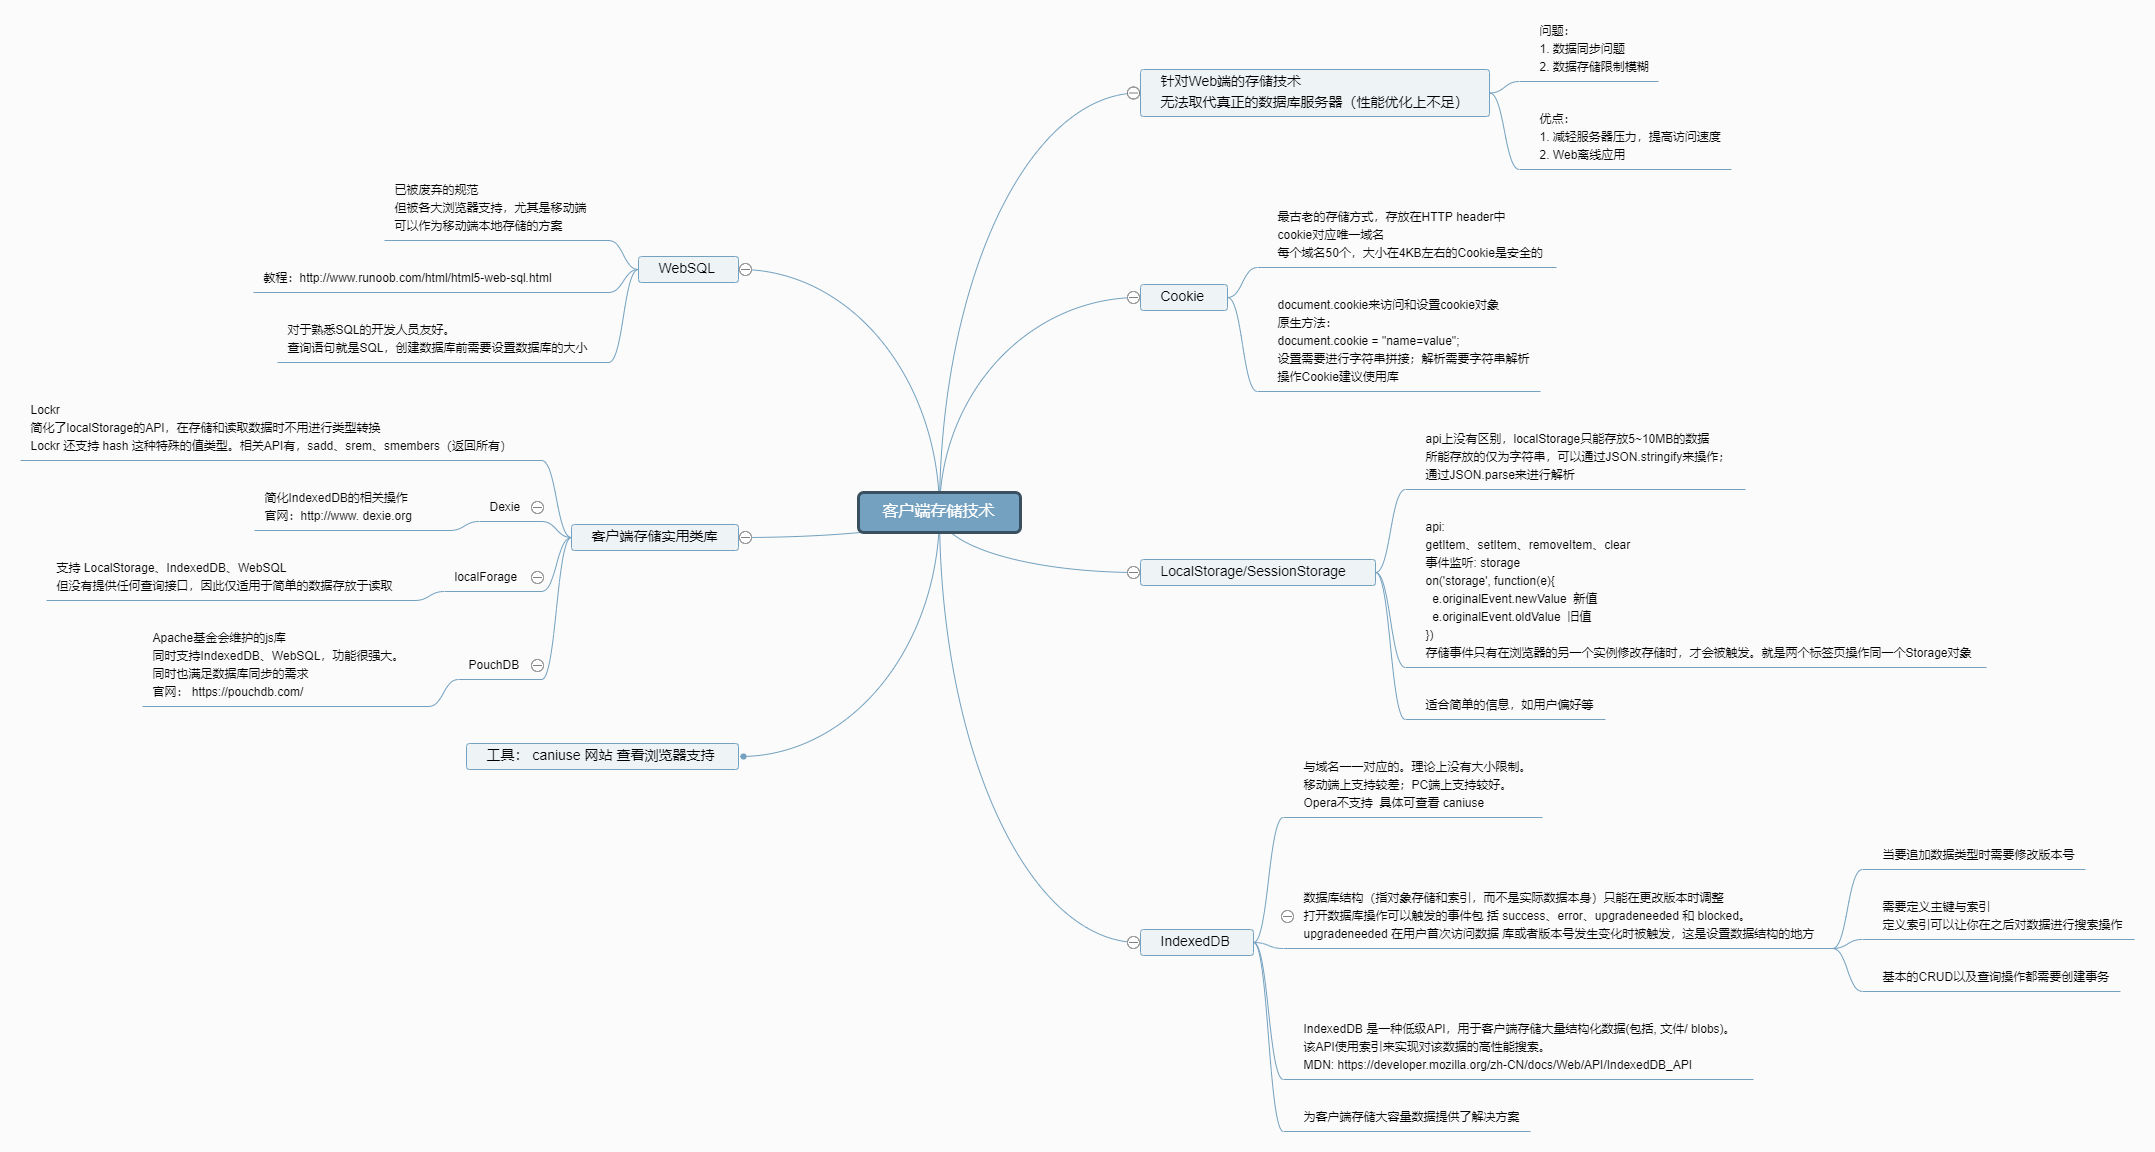 客户端存储技术
针对Web端的存储技术
无法取代真正的数据库服务器（性能优化上不足）
问题：
1. 数据同步问题
2. 数据存储限制模糊
优点：
1. 减轻服务器压力，提高访问速度
2. Web离线应用
Cookie
最古老的存储方式，存放在HTTP header中
cookie对应唯一域名
每个域名50个，大小在4KB左右的Cookie是安全的
document.cookie来访问和设置cookie对象
原生方法：
document.cookie = "name=value";
设置需要进行字符串拼接；解析需要字符串解析
操作Cookie建议使用库
LocalStorage/SessionStorage
api上没有区别，localStorage只能存放5~10MB的数据
所能存放的仅为字符串，可以通过JSON.stringify来操作；
通过JSON.parse来进行解析
api:
getItem、setItem、removeItem、clear
事件监听: storage
on('storage', function(e){
e.originalEvent.newValue 新值
e.originalEvent.oldValue 旧值
})
存储事件只有在浏览器的另一个实例修改存储时，才会被触发。就是两个标签页操作同一个Storage对象
适合简单的信息，如用户偏好等
IndexedDB
与域名一一对应的。理论上没有大小限制。
移动端上支持较差；PC端上支持较好。
Opera不支持 具体可查看 caniuse
数据库结构（指对象存储和索引，而不是实际数据本身）只能在更改版本时调整
打开数据库操作可以触发的事件包 括 success、error、upgradeneeded 和 blocked。
upgradeneeded 在用户首次访问数据 库或者版本号发生变化时被触发，这是设置数据结构的地方
当要追加数据类型时需要修改版本号
需要定义主键与索引
定义索引可以让你在之后对数据进行搜索操作
基本的CRUD以及查询操作都需要创建事务
IndexedDB 是一种低级API，用于客户端存储大量结构化数据(包括, 文件/ blobs)。
该API使用索引来实现对该数据的高性能搜索。
MDN: https://developer.mozilla.org/zh-CN/docs/Web/API/IndexedDB_API
为客户端存储大容量数据提供了解决方案
WebSQL
已被废弃的规范
但被各大浏览器支持，尤其是移动端
可以作为移动端本地存储的方案
教程：http://www.runoob.com/html/html5-web-sql.html
对于熟悉SQL的开发人员友好。
查询语句就是SQL，创建数据库前需要设置数据库的大小
客户端存储实用类库
Lockr
简化了localStorage的API，在存储和读取数据时不用进行类型转换
Lockr 还支持 hash 这种特殊的值类型。相关API有，sadd、srem、smembers（返回所有）
Dexie
简化IndexedDB的相关操作
官网：http://www. dexie.org
localForage
支持 LocalStorage、IndexedDB、WebSQL
但没有提供任何查询接口，因此仅适用于简单的数据存放于读取
PouchDB
Apache基金会维护的js库
同时支持IndexedDB、WebSQL，功能很强大。
同时也满足数据库同步的需求
官网： https://pouchdb.com/
工具： caniuse 网站 查看浏览器支持